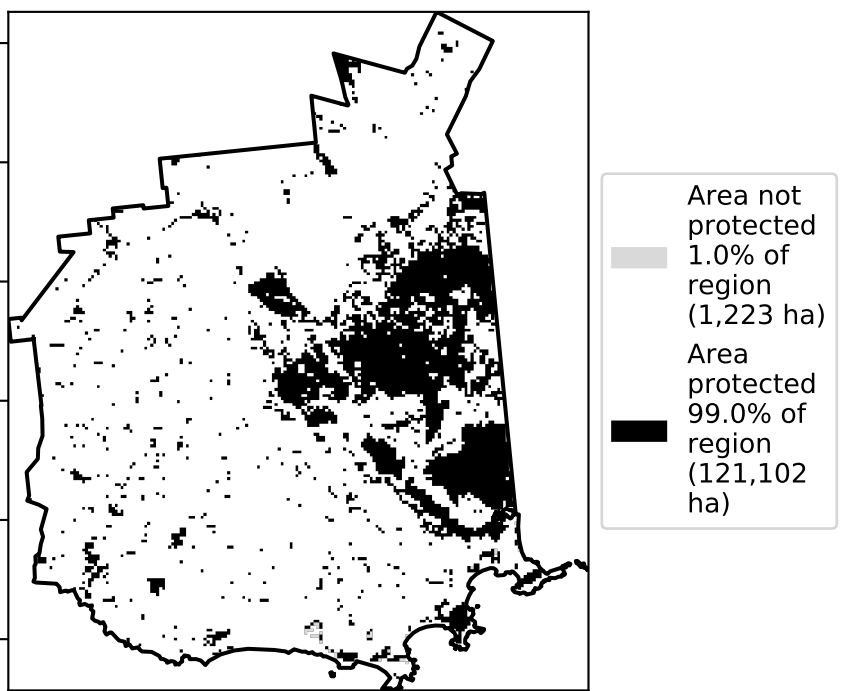 Area not
protected
1.0% of
region
(1,223 ha)
Area
protected
99.0% of
region
(121,102
ha)